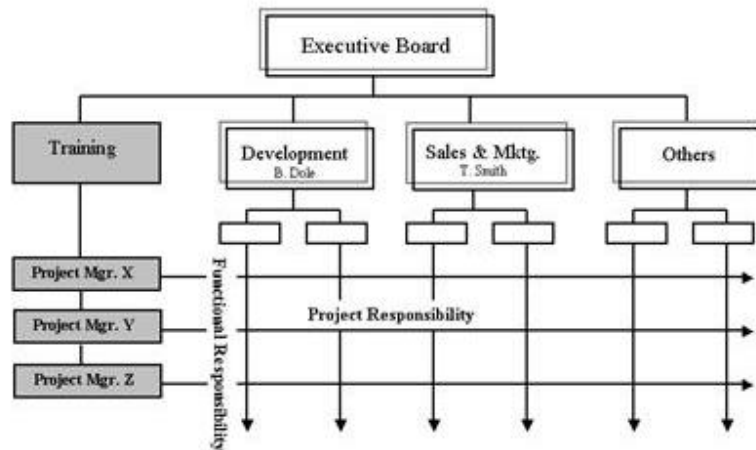 Executive Board
Training
Development
B. Dole
Sales & Mktg.
T. Smith
Others
Project Mgr. X
Project Mgr. Y
Project Mgr. Z
Functional Responsibility
Project Responsibility